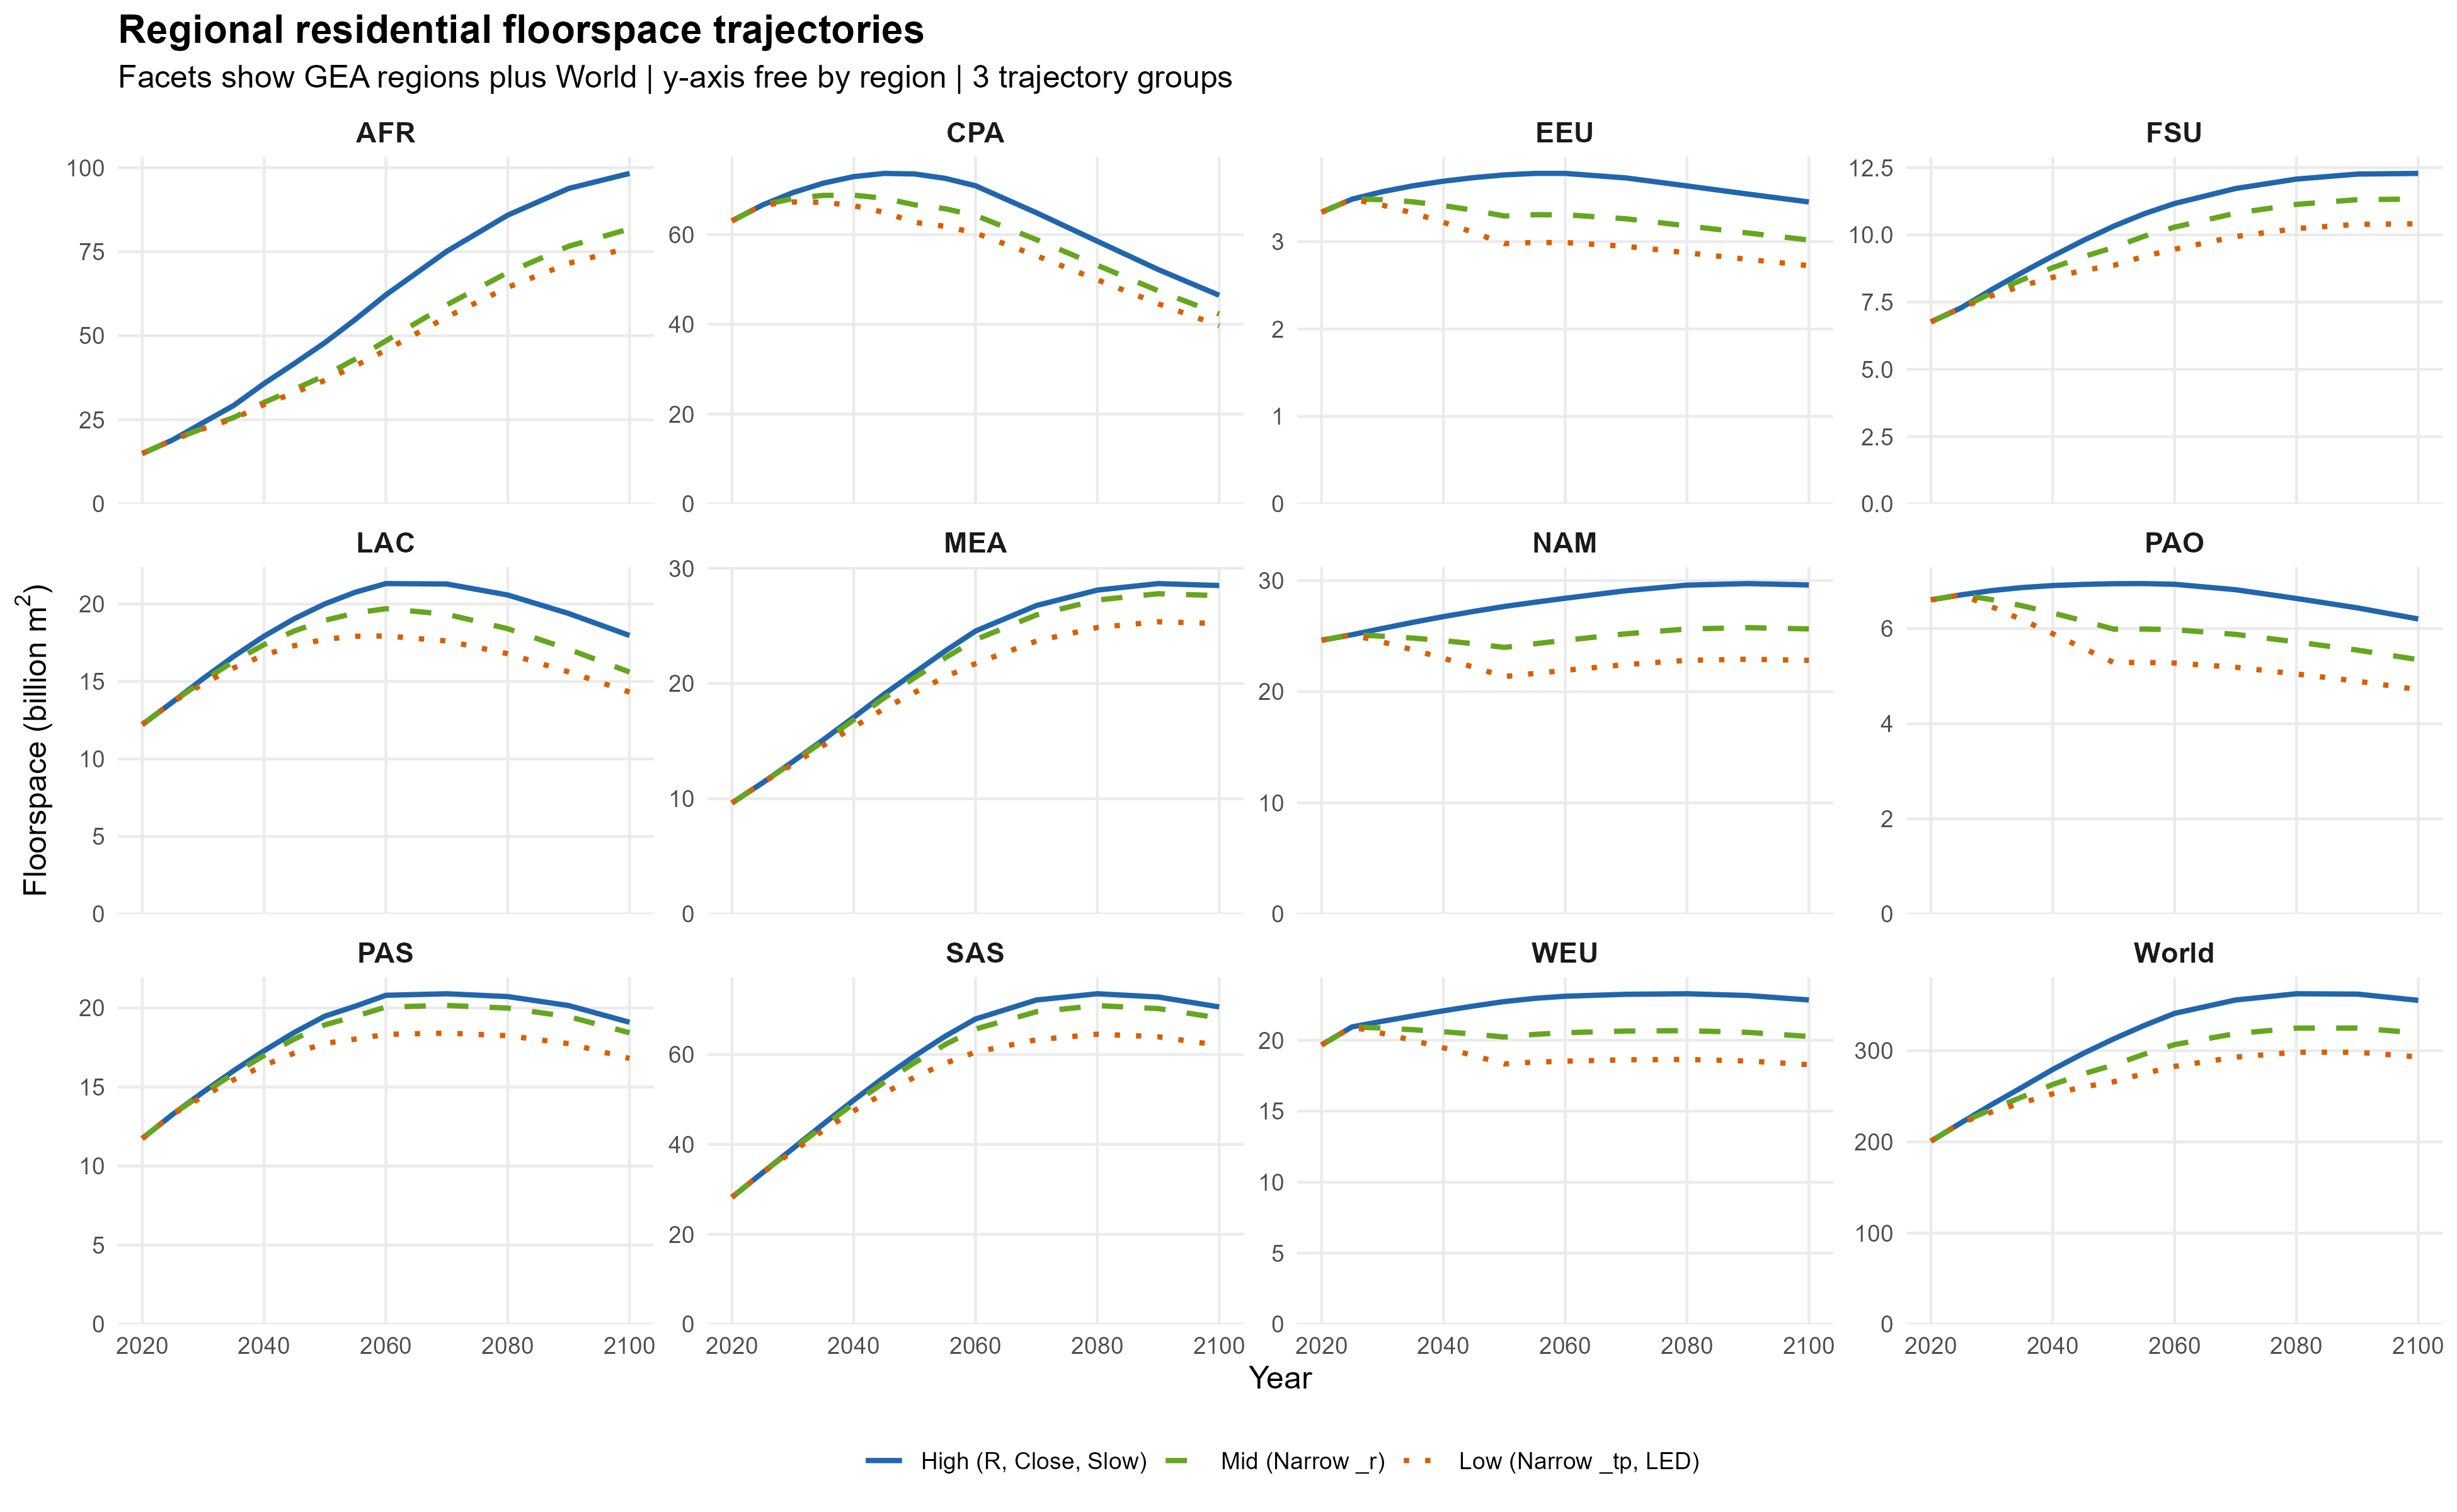 Regional residential floorspace trajectories
Facets show GEA regions plus World | y-axis free by region | 3 trajectory groups
AFR
CPA
EEU
FSU
100
75
50
25
0
60
40
20
0
3
2
1
0
12.5
10.0
7.5
5.0
2.5
0.0
LAC
MEA
NAM
PAO
20
15
10
5
0
30
20
10
0
30
20
10
0
6
4
2
0
Floorspace (billion m²)
PAS
SAS
WEU
World
20
15
10
5
0
60
40
20
0
20
15
10
5
0
300
200
100
0
2020 2040 2060 2080 2100
2020 2040 2060 2080 2100
2020 2040 2060 2080 2100
2020 2040 2060 2080 2100
Year
High (R, Close, Slow) Mid (Narrow _r) Low (Narrow _tp, LED)